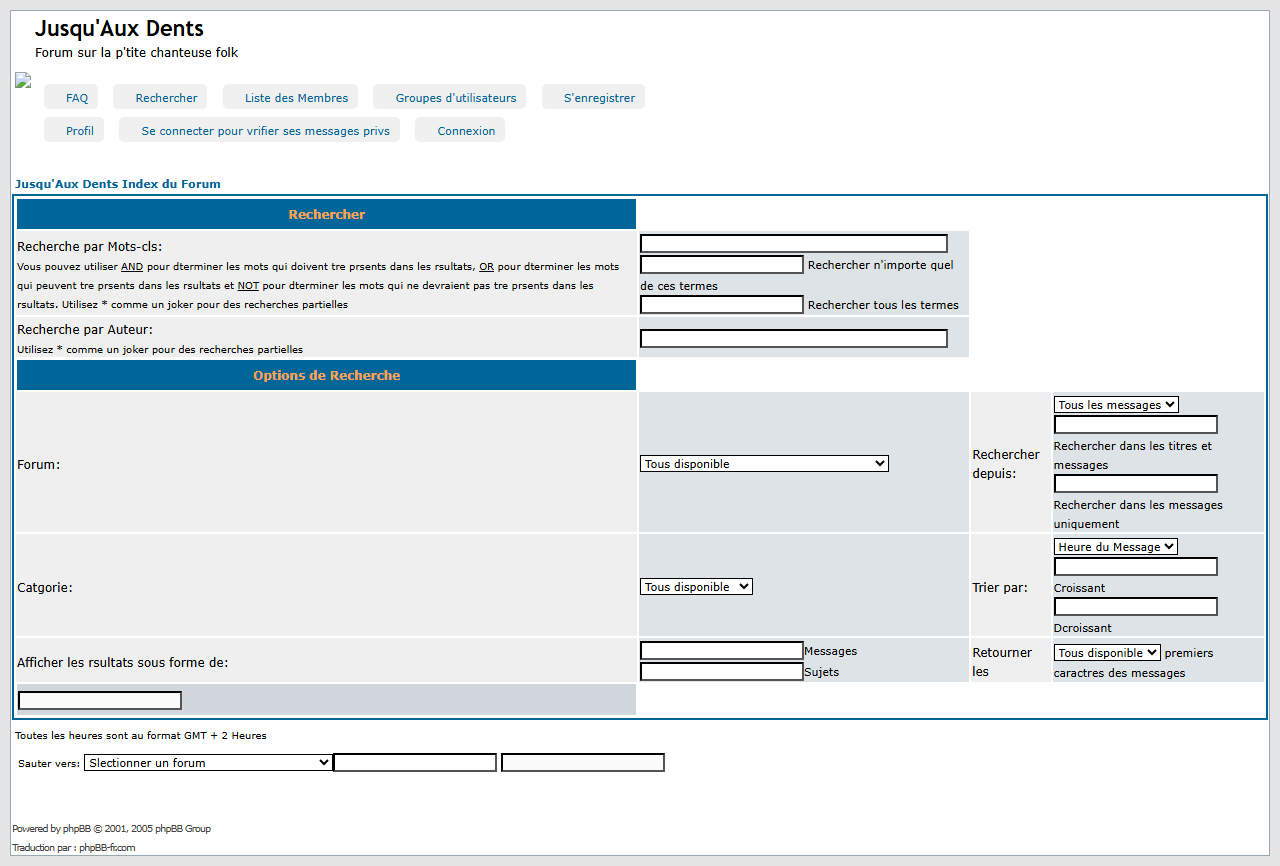 Jusqu'Aux Dents
Forum sur la p'tite chanteuse folk
FAQ Rechercher Liste des Membres Groupes d'utilisateurs S'enregistrer
Profil Se connecter pour vrifier ses messages privs Connexion
Jusqu'Aux Dents Index du Forum
Rechercher
Recherche par Mots-cls:
Vous pouvez utiliser AND pour dterminer les mots qui doivent tre prsents dans les rsultats, OR pour dterminer les mots
qui peuvent tre prsents dans les rsultats et NOT pour dterminer les mots qui ne devraient pas tre prsents dans les
rsultats. Utilisez * comme un joker pour des recherches partielles
Rechercher n'importe quel
de ces termes
Rechercher tous les termes
Recherche par Auteur:
Utilisez * comme un joker pour des recherches partielles
Options de Recherche
Forum:
Tous disponible
Rechercher
depuis:
Tous les messages
Rechercher dans les titres et
messages
Rechercher dans les messages
uniquement
Catgorie:
Tous disponible
Trier par:
Heure du Message
Croissant
Dcroissant
Afficher les rsultats sous forme de:
Messages
Sujets
Retourner
les
Tous disponible premiers
caractres des messages
Toutes les heures sont au format GMT + 2 Heures
Sauter vers: Slectionner un forum
Powered by phpBB © 2001, 2005 phpBB Group
Traduction par : phpBB-fr.com